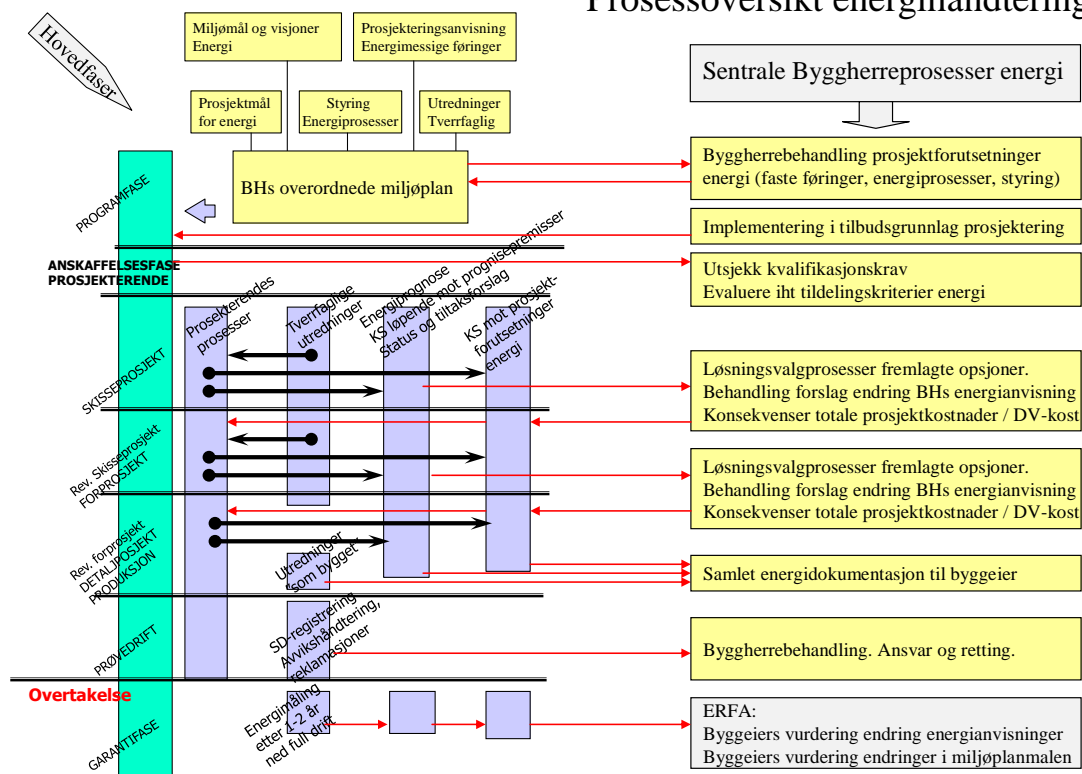 Prosessoversikt energihåndtering
Hovedfaser
Miljømål og visjoner
Energi
Prosjekteringsanvisning
Energimessige føringer
Prosjektmål
for energi
Styring
Energiprosesser
Utredninger
Tverrfaglig
BHs overordnede miljøplan
Sentrale Byggherreprosesser energi
Byggherrebehandling prosjektforutsetninger
energi (faste føringer, energiprosesser, styring)
Implementering i tilbudsgrunnlag prosjektering
Utsjekk kvalifikasjonskrav
Evaluere iht tildelingskriterier energi
PROGRAMFASE
ANSKAFFELSESFASE
PROSJEKTERENDE
Prosekterendes
prosesser
Tverrfaglige
utredninger
Energiprognose
KS løpende mot prognisepremisser
Status og tiltaksforslag
KS mot prosjekt-
forutsetninger
energi
SKISSEPROSJEKT
Løsningsvalgprosesser fremlagte opsjoner.
Behandling forslag endring BHs energianvisning
Konsekvenser totale prosjektkostnader / DV-kost
Rev. Skisseprosjekt
FORPROSJEKT
Løsningsvalgprosesser fremlagte opsjoner.
Behandling forslag endring BHs energianvisning
Konsekvenser totale prosjektkostnader / DV-kost
Rev. forprosjekt
DETALJPOSJEKT
PRODUKSJON
Utredninger
"som bygget"
Samlet energidokumentasjon til byggeier
PRØVEDRIFT
SD-registrering
Avvikshåndtering,
reklamasjoner
Byggherrebehandling. Ansvar og retting.
Overtakelse
GARANTIFASE
Energimåling
etter 1-2 år
ned full drift
ERFA:
Byggeiers vurdering endring energianvisninger
Byggeiers vurdering endringer i miljøplanmalen